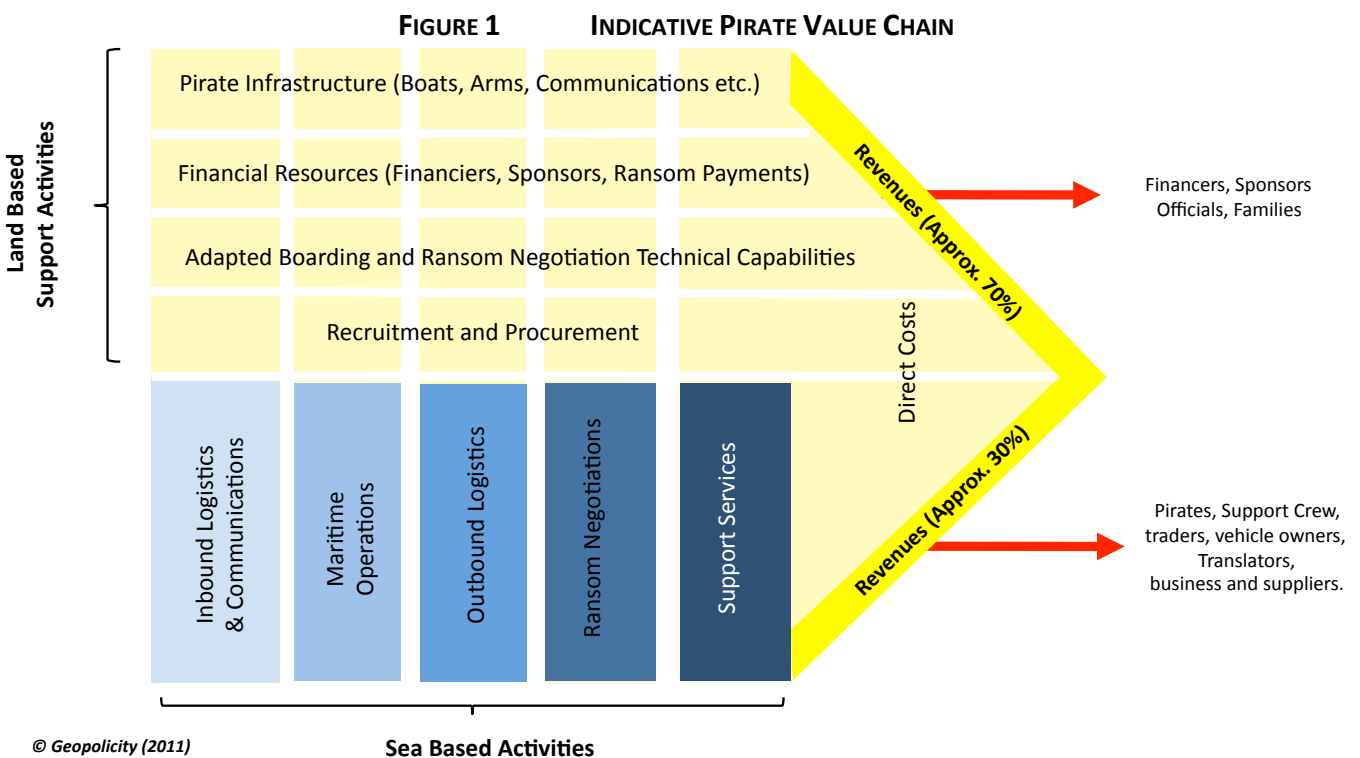 FIGURE 1 INDICATIVE PIRATE VALUE CHAIN
Land Based
Support Activities
Pirate Infrastructure (Boats, Arms, Communications etc.)
Financial Resources (Financiers, Sponsors, Ransom Payments)
Adapted Boarding and Ransom Negotiation Technical Capabilities
Recruitment and Procurement
Direct Costs
Revenues (Approx. 70%)
Financers, Sponsors
Officials, Families
Inbound Logistics
& Communications
Maritime
Operations
Outbound Logistics
Ransom Negotiations
Support Services
Revenues (Approx. 30%)
Pirates, Support Crew,
traders, vehicle owners,
Translators,
business and suppliers.
© Geopolicity (2011)
Sea Based Activities